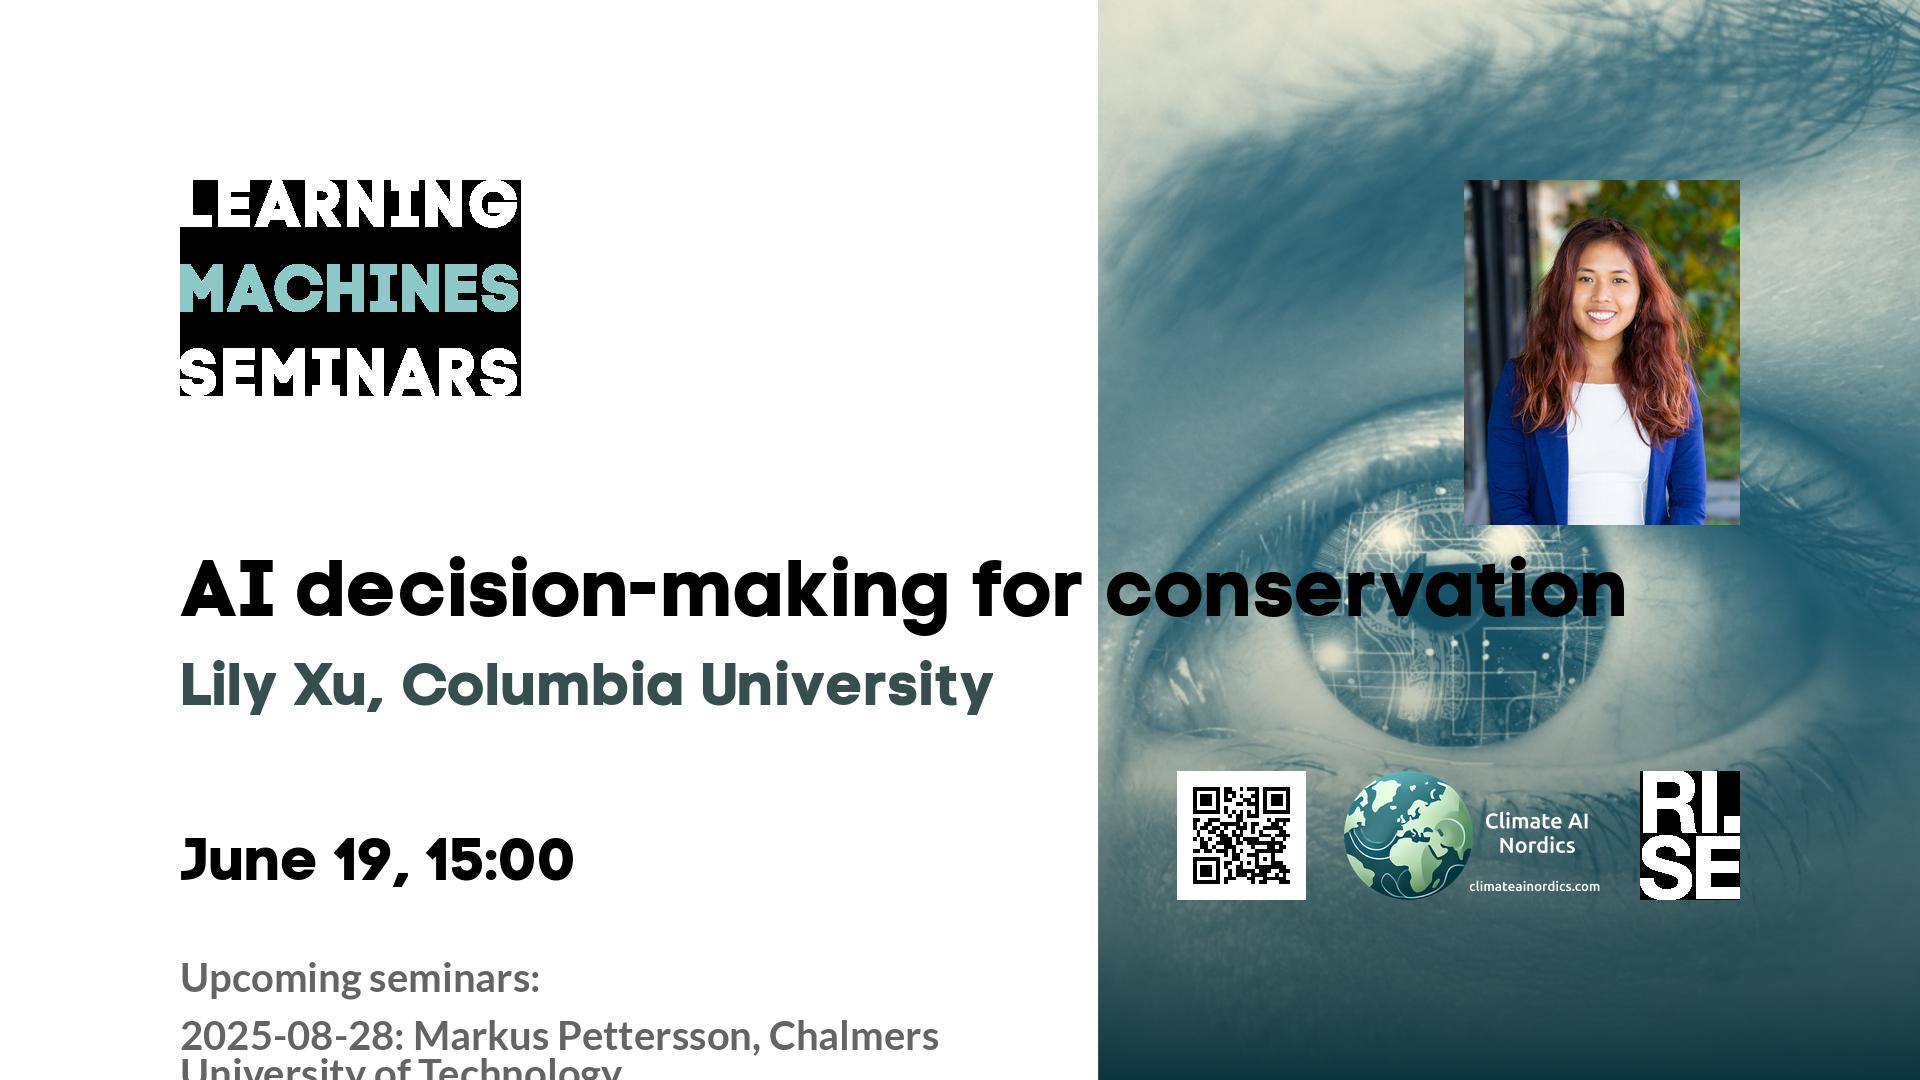 LEARNING
MACHINES
SEMINARS
AI decision-making for conservation
Lily Xu, Columbia University
June 19, 15:00
Climate AI
Nordics
climateainordics.com
RI.
SE
Upcoming seminars:
2025-08-28: Markus Pettersson, Chalmers
University of Technology